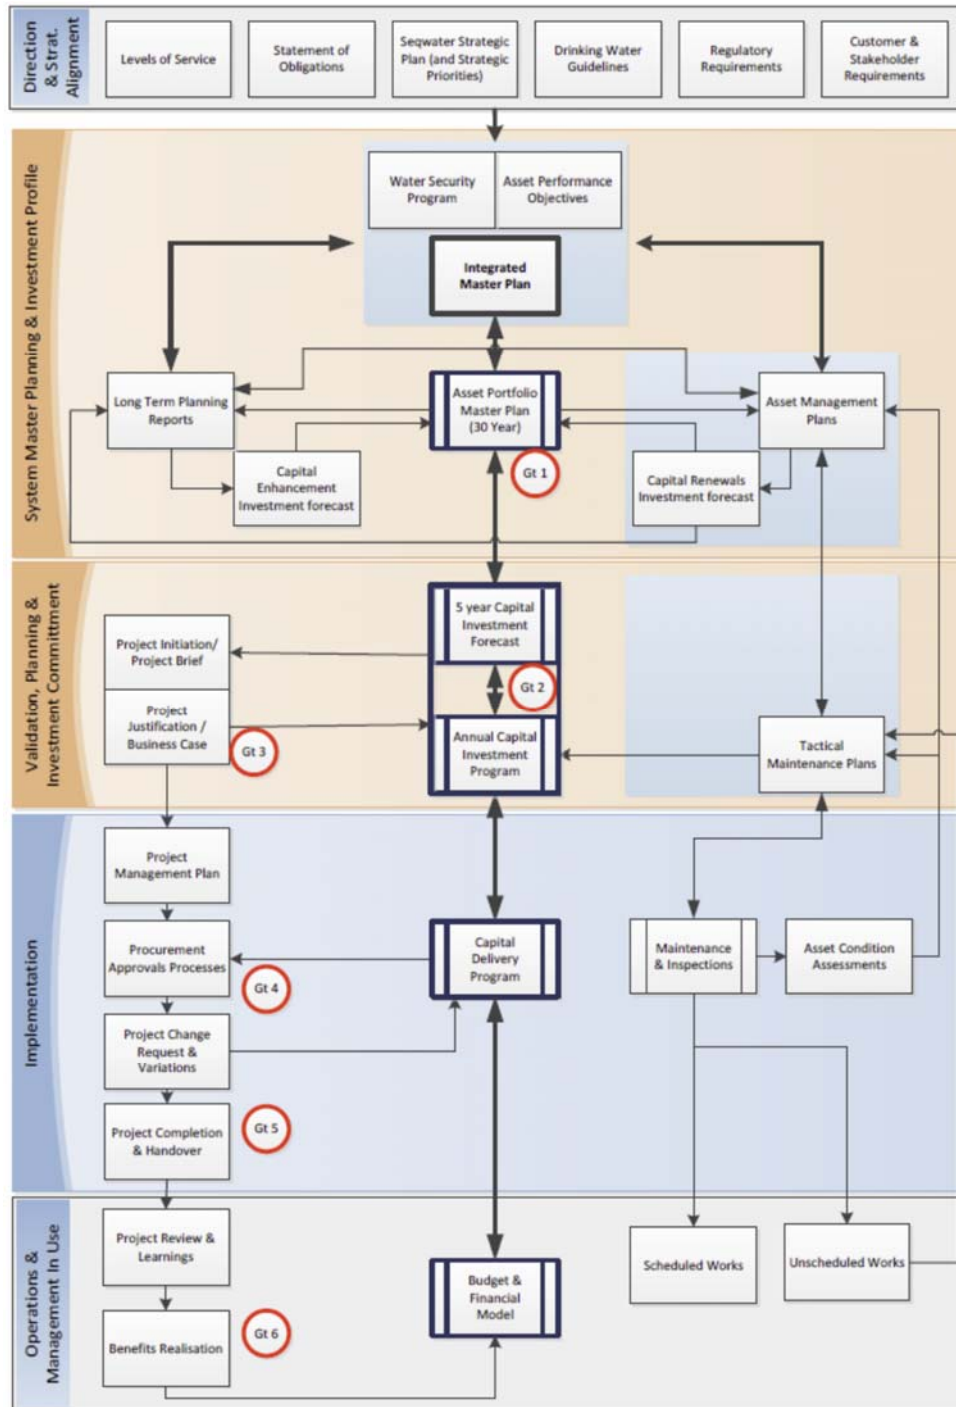 Direction
& Strat.
Alignment
Levels of Service
Statement of
Obligations
Seqwater Strategic
Plan (and Strategic
Priorities)
Drinking Water
Guidelines
Regulatory
Requirements
Customer &
Stakeholder
Requirements
System Master Planning & Investment Profile
Water Security
Program
Asset Performance
Objectives
Integrated
Master Plan
Long Term Planning
Reports
Asset Portfolio
Master Plan
(30 Year)
Asset Management
Plans
Gt 1
Capital
Enhancement
Investment forecast
Capital Renewals
Investment forecast
Validation, Planning &
Investment Committment
Project Initiation/
Project Brief
5 year Capital
Investment
Forecast
Gt 2
Project
Justification /
Business Case
Gt 3
Annual Capital
Investment
Program
Tactical
Maintenance Plans
Implementation
Project
Management Plan
Procurement
Approvals Processes
Gt 4
Capital
Delivery
Program
Maintenance
& Inspections
Asset Condition
Assessments
Project Change
Request &
Variations
Project Completion
& Handover
Gt 5
Operations &
Management In Use
Project Review &
Learnings
Scheduled Works
Unscheduled Works
Budget &
Financial
Model
Benefits Realisation
Gt 6